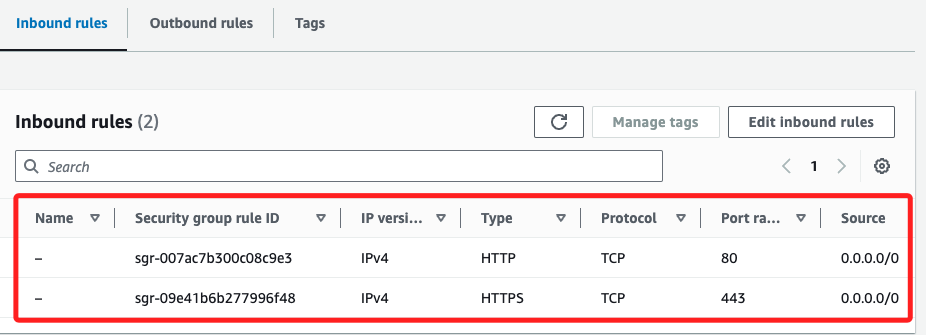 Inbound rules Outbound rules Tags
Inbound rules (2) Manage tags Edit inbound rules
Search 1
Name Security group rule ID IP versi... Type Protocol Port ra... Source
– sgr-007ac7b300c08c9e3 IPv4 HTTP TCP 80 0.0.0.0/0
– sgr-09e41b6b277996f48 IPv4 HTTPS TCP 443 0.0.0.0/0